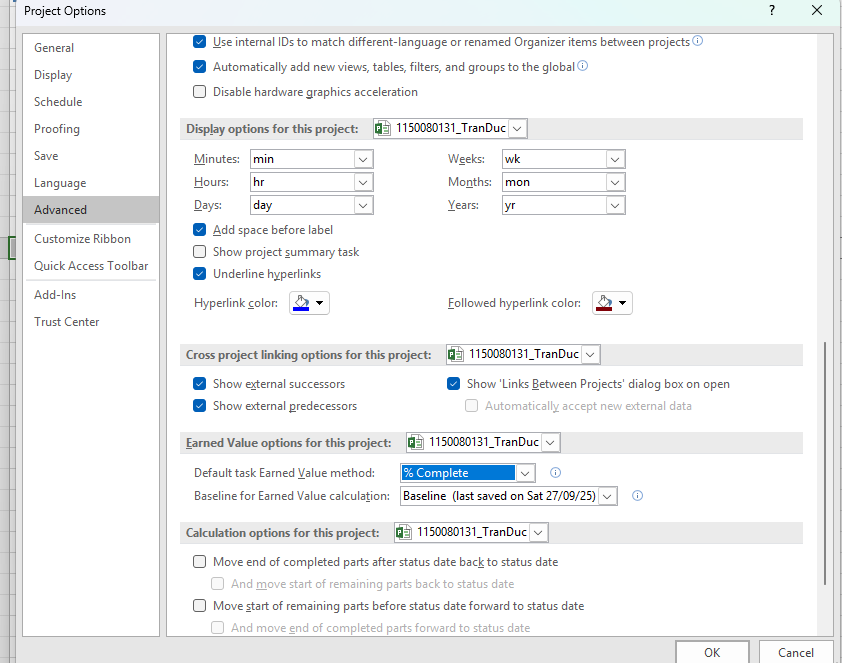 Project Options
?
General
Display
Schedule
Proofing
Save
Language
Advanced
Customize Ribbon
Quick Access Toolbar
Add-Ins
Trust Center
Use internal IDs to match different-language or renamed Organizer items between projects
Automatically add new views, tables, filters, and groups to the global
Disable hardware graphics acceleration
Display options for this project: 1150080131_TranDuc
Minutes: min Weeks: wk
Hours: hr Months: mon
Days: day Years: yr
Add space before label
Show project summary task
Underline hyperlinks
Hyperlink color: Followed hyperlink color:
Cross project linking options for this project: 1150080131_TranDuc
Show external successors Show 'Links Between Projects' dialog box on open
Show external predecessors Automatically accept new external data
Earned Value options for this project: 1150080131_TranDuc
Default task Earned Value method: % Complete
Baseline for Earned Value calculation: Baseline (last saved on Sat 27/09/25)
Calculation options for this project: 1150080131_TranDuc
Move end of completed parts after status date back to status date
And move start of remaining parts back to status date
Move start of remaining parts before status date forward to status date
And move end of completed parts forward to status date
OK Cancel